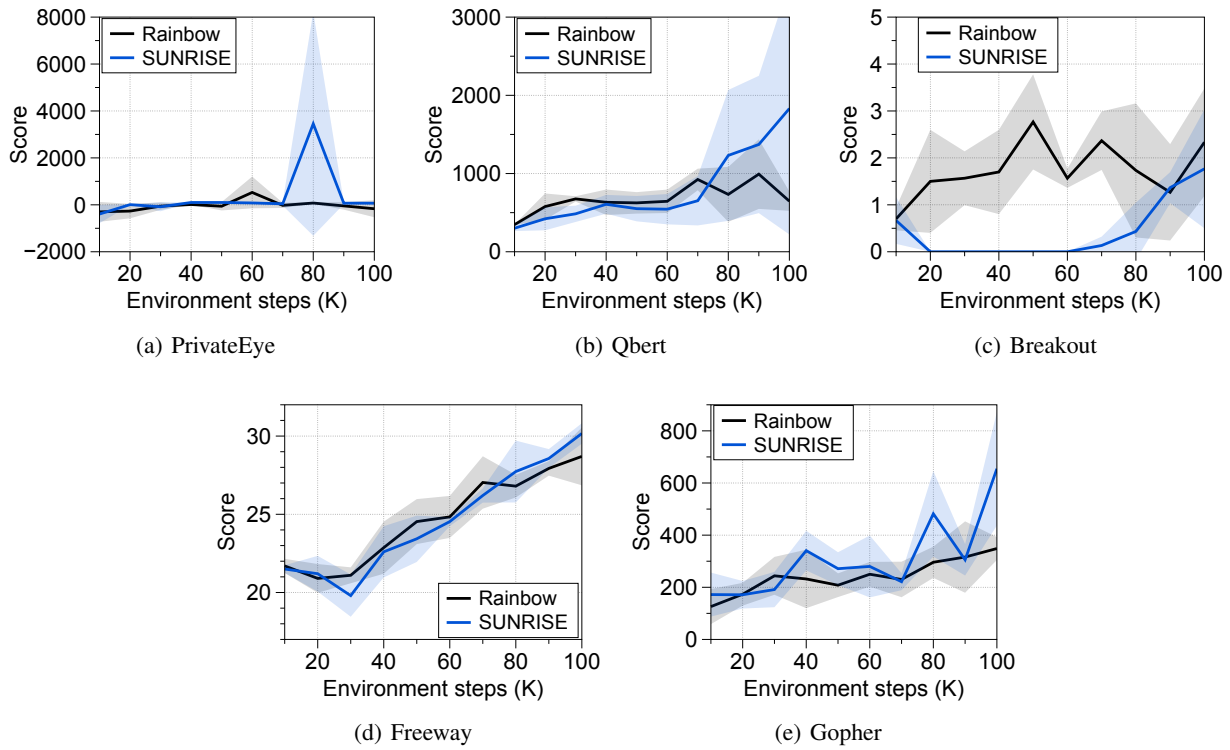 8000
6000
4000
2000
0
−2000
Score
Rainbow
SUNRISE
20 40 60 80 100
Environment steps (K)
(a) PrivateEye
3000
2000
1000
0
Score
Rainbow
SUNRISE
20 40 60 80 100
Environment steps (K)
(b) Qbert
5
4
3
2
1
0
Score
Rainbow
SUNRISE
20 40 60 80 100
Environment steps (K)
(c) Breakout
30
25
20
Score
Rainbow
SUNRISE
20 40 60 80 100
Environment steps (K)
(d) Freeway
800
600
400
200
0
Score
Rainbow
SUNRISE
20 40 60 80 100
Environment steps (K)
(e) Gopher